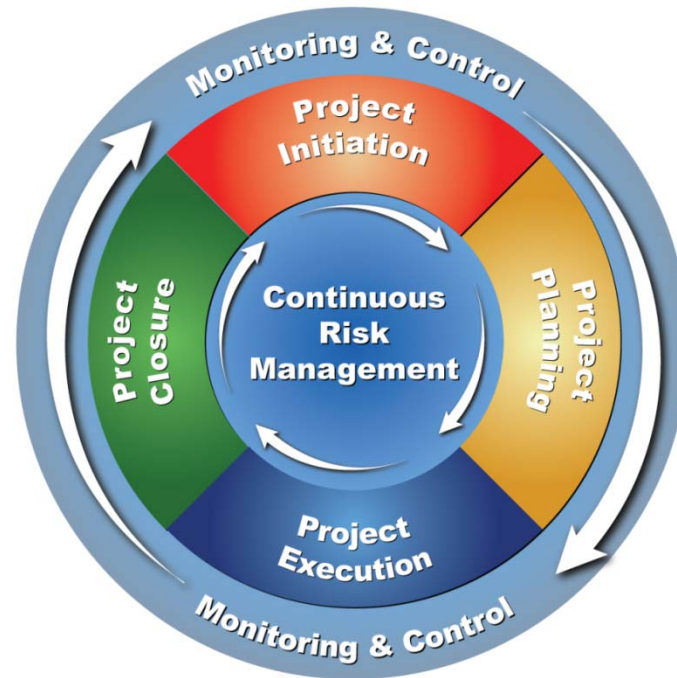 Monitoring & Control
Project
Initiation
Project
Planning
Continuous
Risk
Management
Project
Closure
Project
Execution
Monitoring & Control